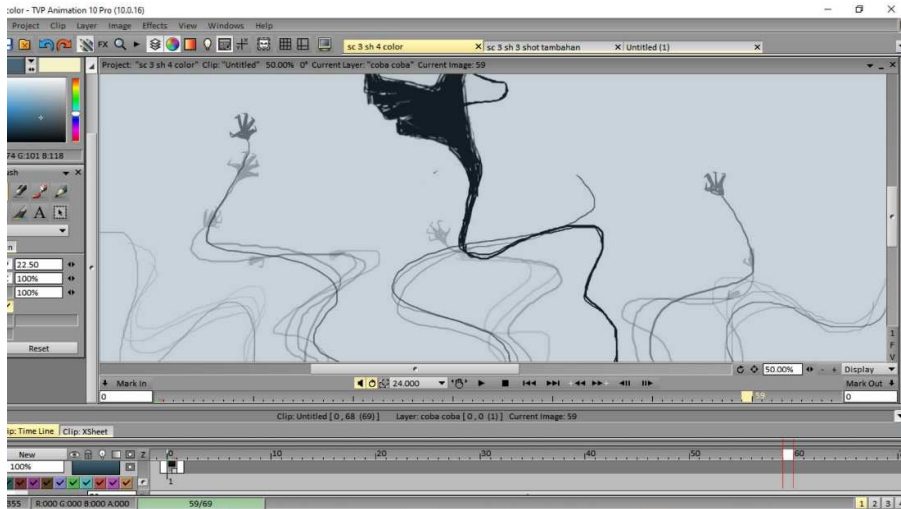 color - TVP Animation 10 Pro (10.0.16)
Project Clip Layer Image Effects View Windows Help
FX
sc 3 sh 4 color X sc 3 sh 3 shot tambahan X Untitled (1) X
Project: "sc 3 sh 4 color" Clip: "Untitled" 50.00% 0° Current Layer: "coba coba" Current Image: 59
74 G:101 B:118
A
22.50
100%
100%
Reset
1
F
V
50.00% - + Display
Mark In 24.000 Mark Out
0 59 0
Clip: Untitled [ 0 , 68 (69) ] Layer: coba coba [ 0 , 0 (1) ] Current Image: 59
Time Line Clip: XSheet
New Z 0 10 20 30 40 50 60
100%
1
355 R:000 G:000 B:000 A:000 59/69 1 2 3